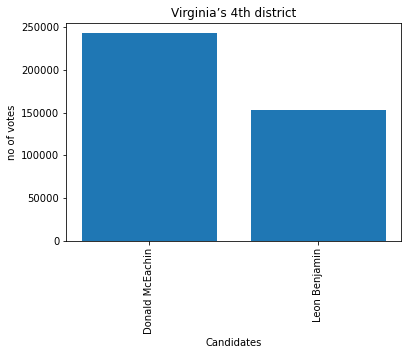 Virginia’s 4th district
no of votes
250000
200000
150000
100000
50000
0
Donald McEachin
Leon Benjamin
Candidates